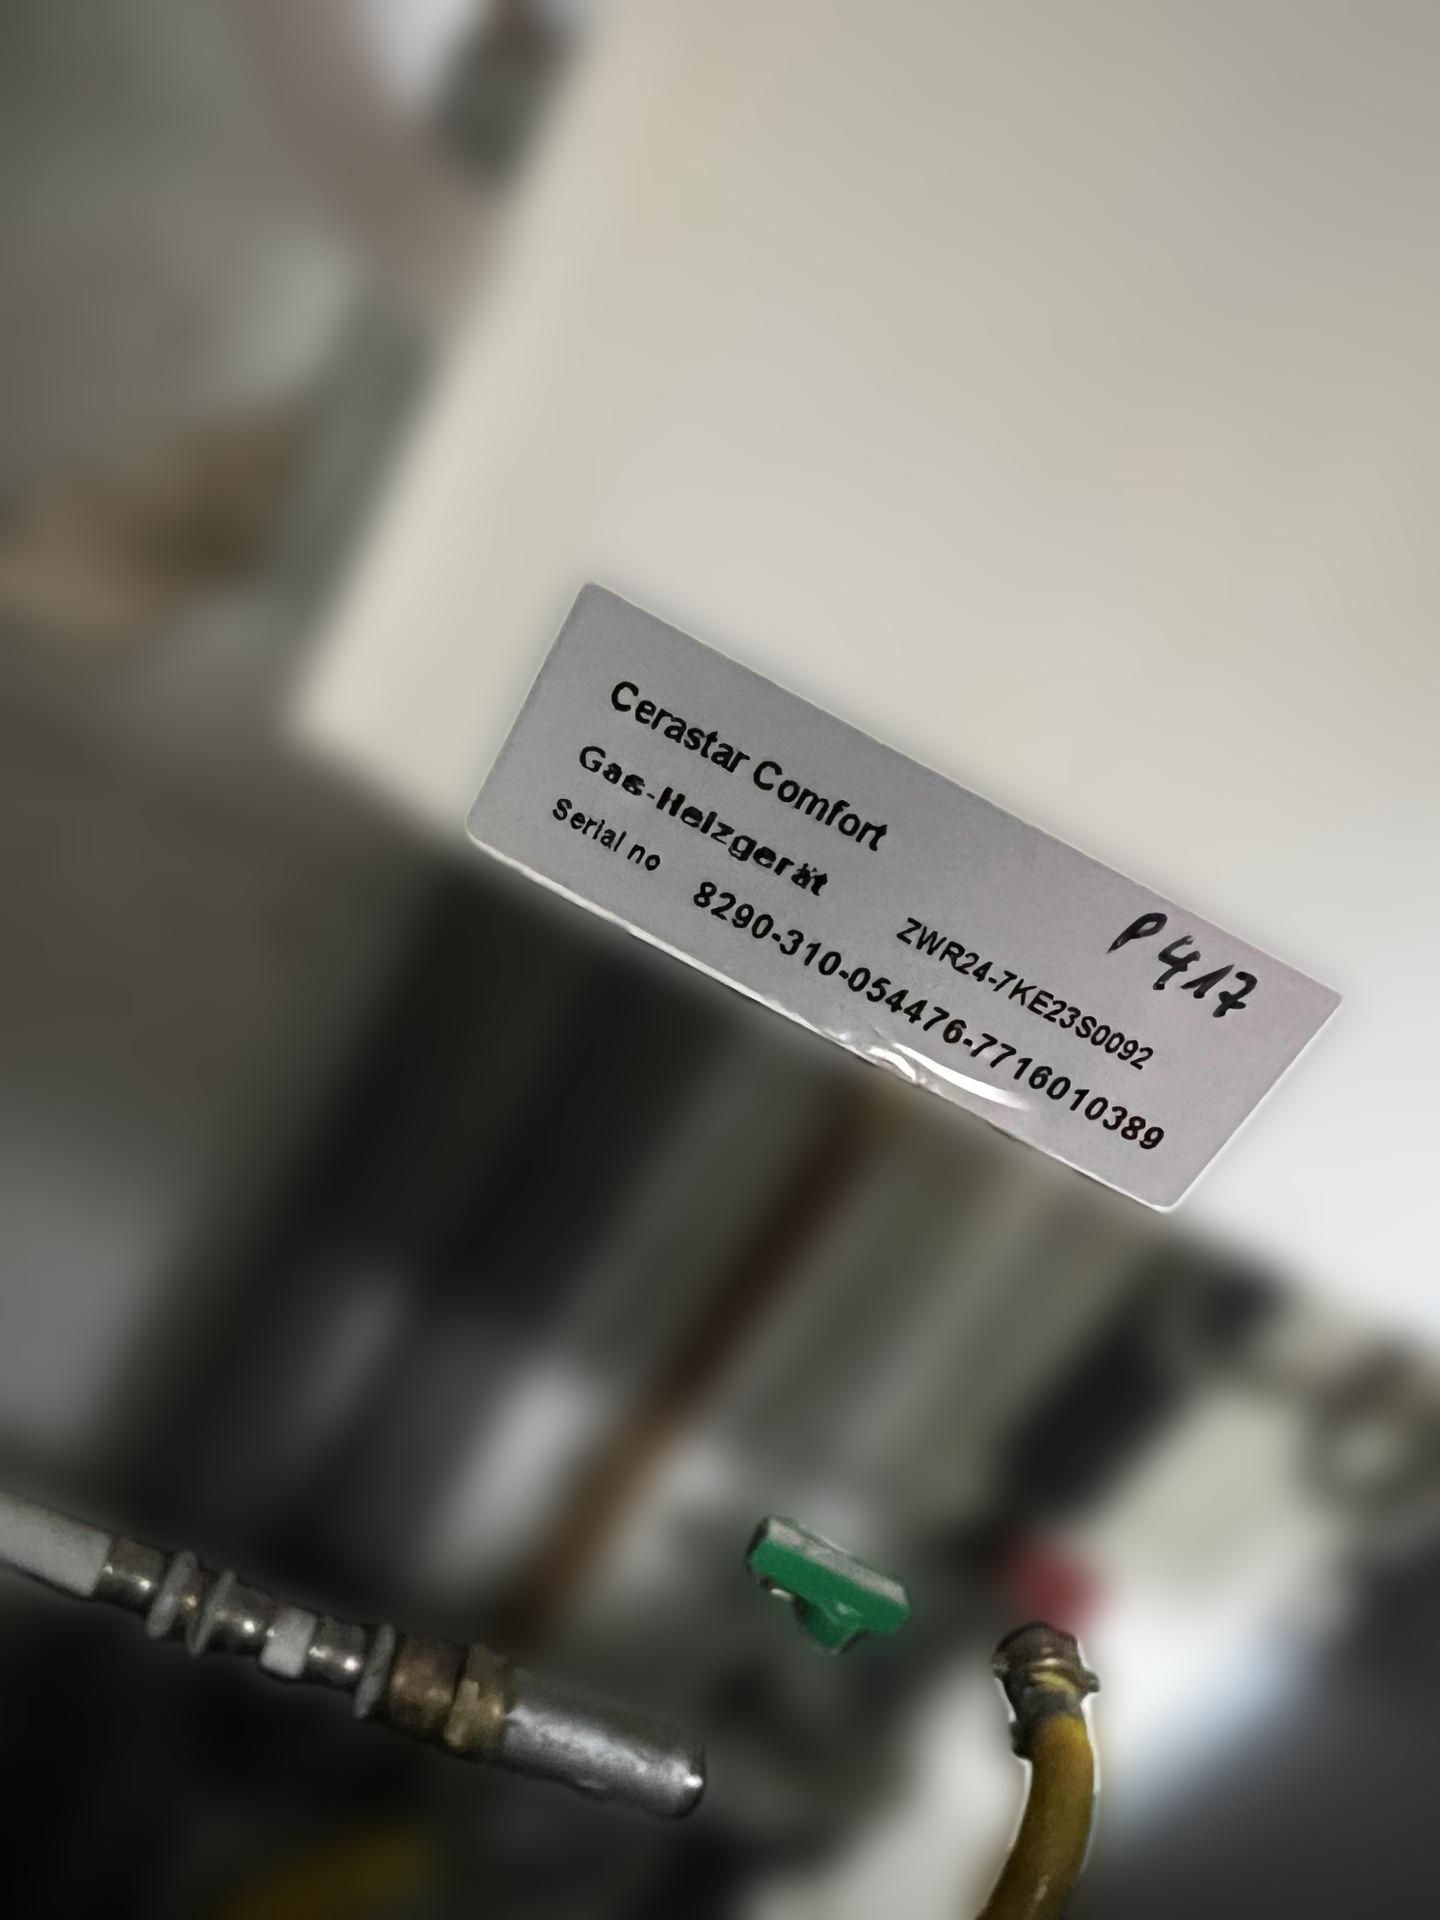 Cerastar Comfort
Gas-Heizgerät
ZWR24-7KE23S0092
Serial no 8290-310-054476-7716010389
P417